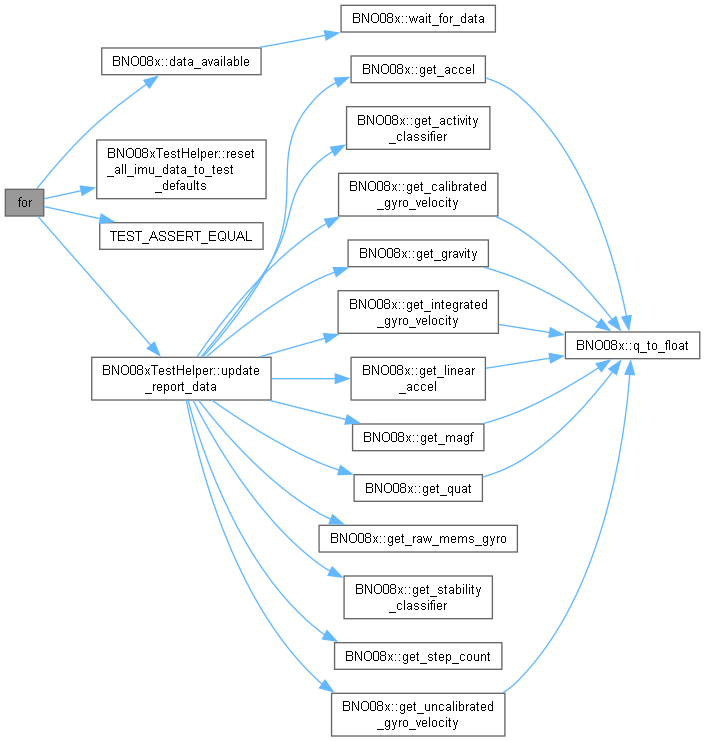 for
BNO08x::data_available
BNO08x::wait_for_data
BNO08xTestHelper::reset
_all_imu_data_to_test
_defaults
TEST_ASSERT_EQUAL
BNO08xTestHelper::update
_report_data
BNO08x::get_accel
BNO08x::get_activity
_classifier
BNO08x::get_calibrated
_gyro_velocity
BNO08x::get_gravity
BNO08x::get_integrated
_gyro_velocity
BNO08x::get_linear
_accel
BNO08x::get_magf
BNO08x::get_quat
BNO08x::get_raw_mems_gyro
BNO08x::get_stability
_classifier
BNO08x::get_step_count
BNO08x::get_uncalibrated
_gyro_velocity
BNO08x::q_to_float